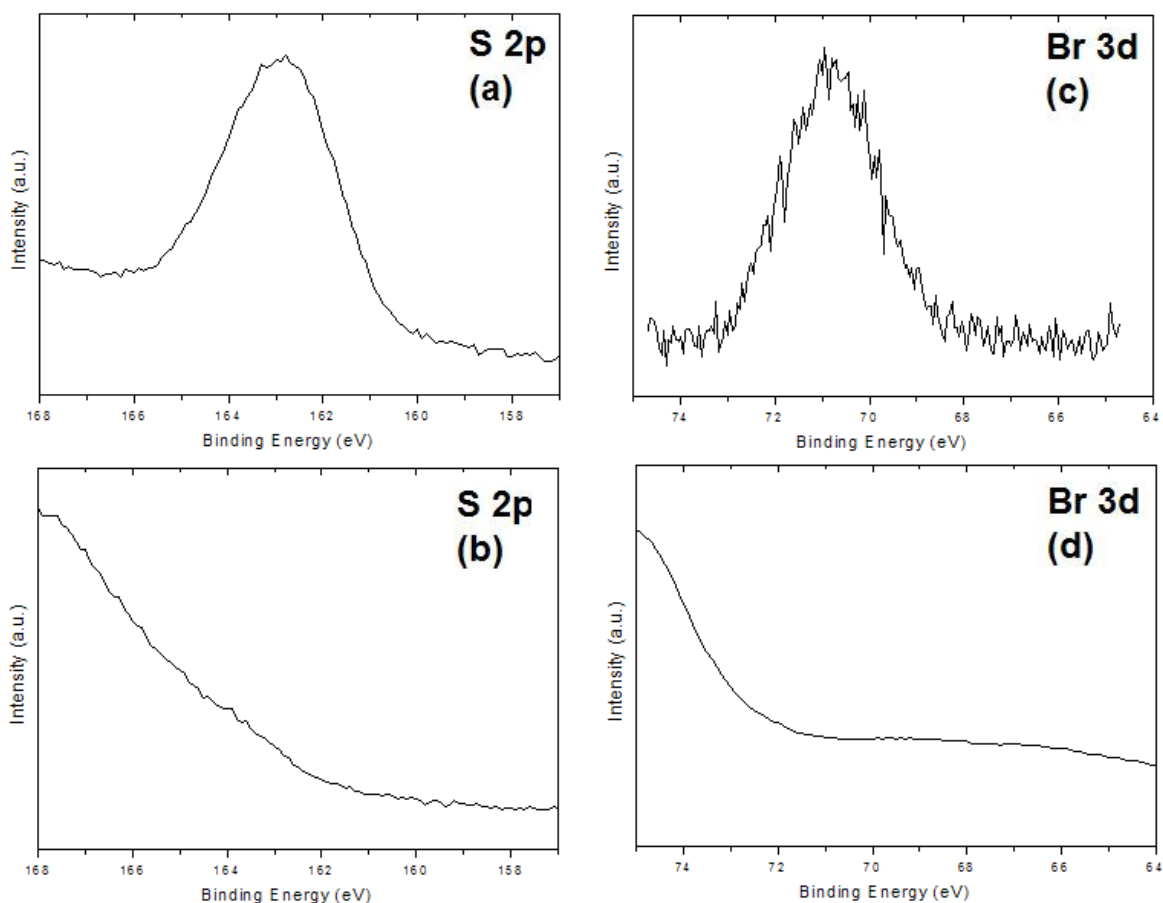 S 2p
(a)
Intensity (a.u.)
168 166 164 162 160 158
Binding Energy (eV)
Br 3d
(c)
Intensity (a.u.)
74 72 70 68 66 64
Binding Energy (eV)
S 2p
(b)
Intensity (a.u.)
168 166 164 162 160 158
Binding Energy (eV)
Br 3d
(d)
Intensity (a.u.)
74 72 70 68 66 64
Binding Energy (eV)